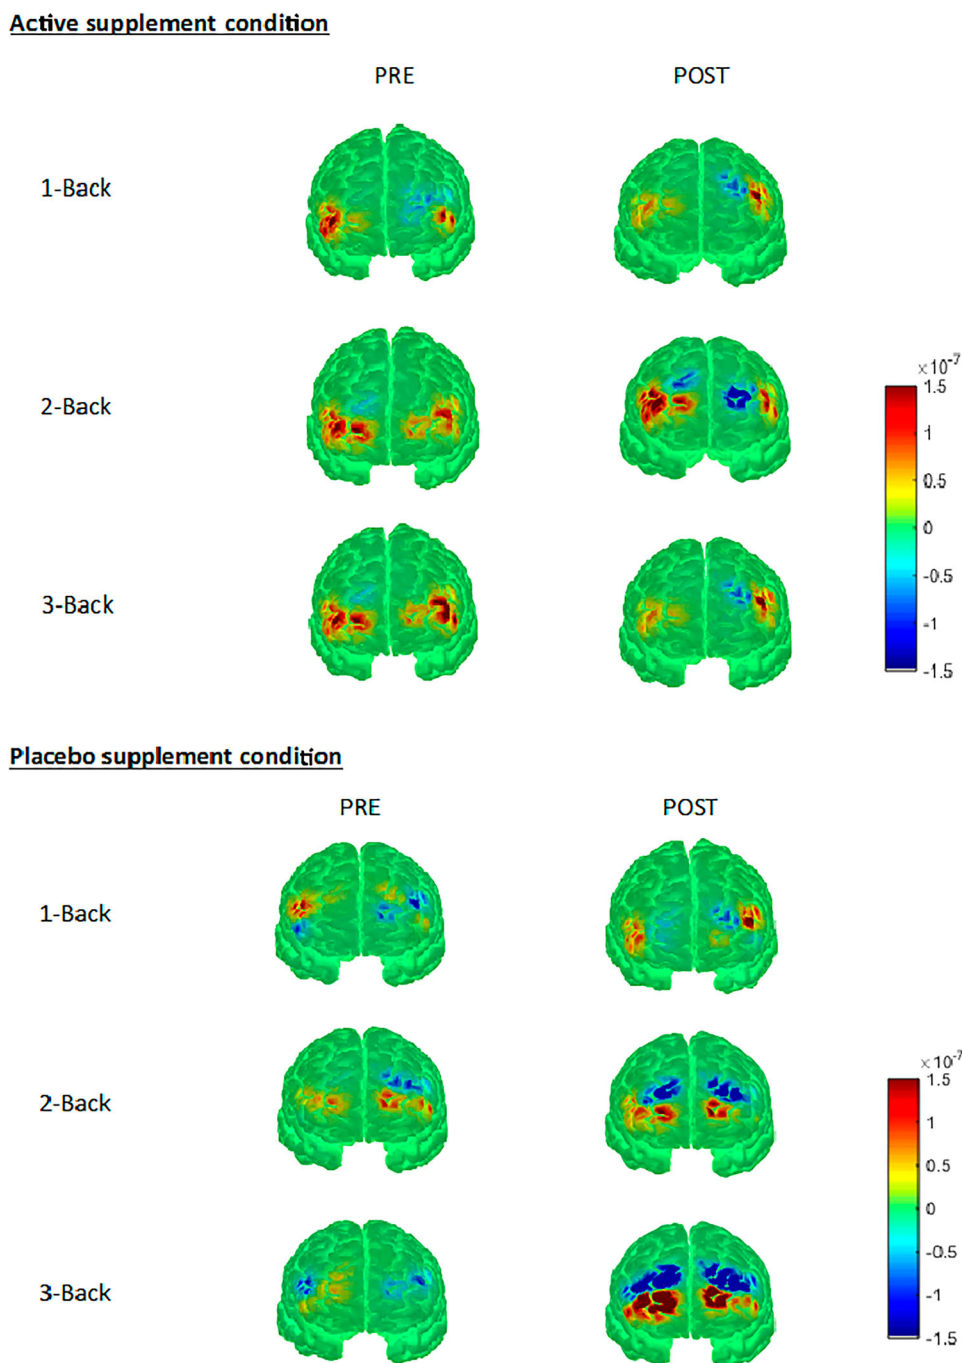 Active supplement condition
PRE POST
1-Back
2-Back
×10-7
1.5
1
0.5
0
-0.5
-1
-1.5
3-Back
Placebo supplement condition
PRE POST
1-Back
2-Back
×10-7
1.5
1
0.5
0
-0.5
-1
-1.5
3-Back